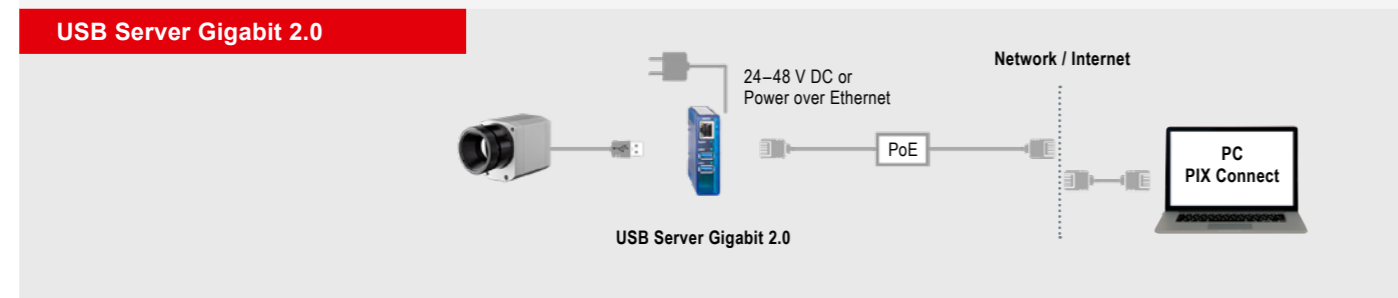 USB Server Gigabit 2.0
Network / Internet
24–48 V DC or
Power over Ethernet
PoE
PC
PIX Connect
USB Server Gigabit 2.0